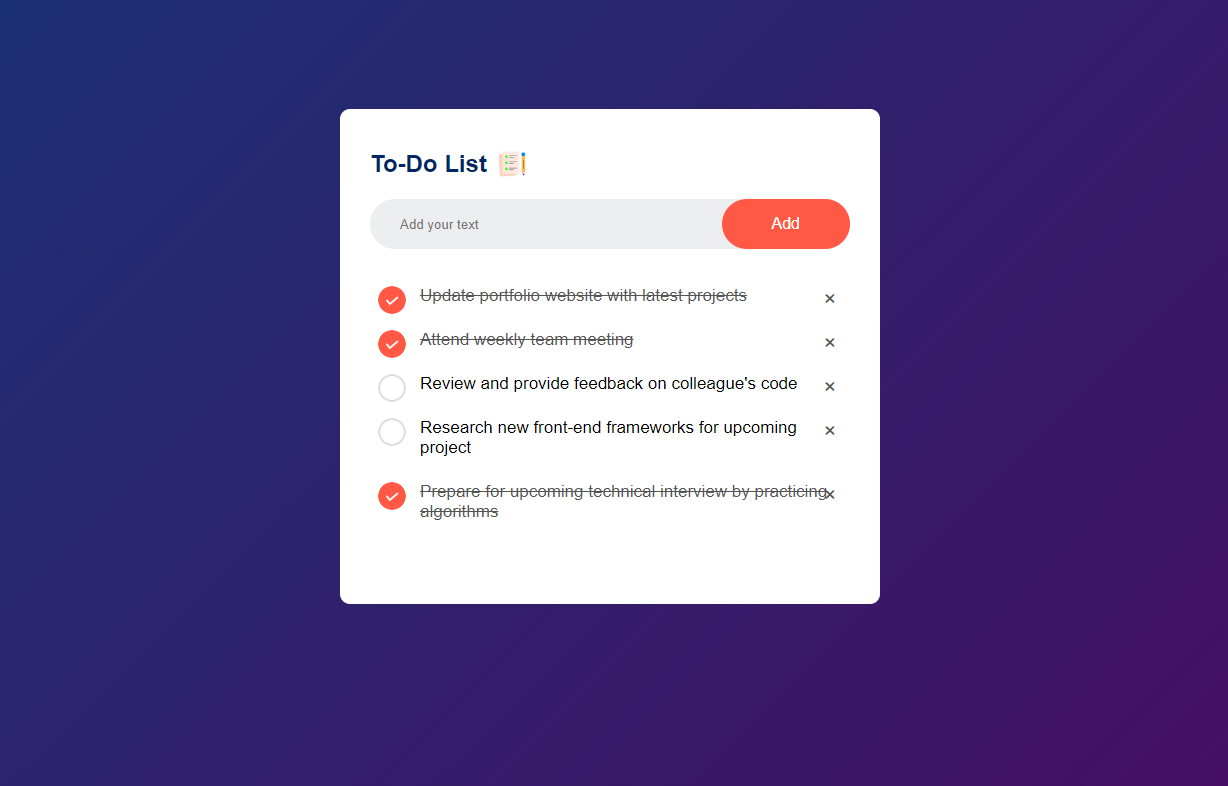 To-Do List
Add your text
Add
Update portfolio website with latest projects
Attend weekly team meeting
Review and provide feedback on colleague's code
Research new front-end frameworks for upcoming
project
Prepare for upcoming technical interview by practicing
algorithms